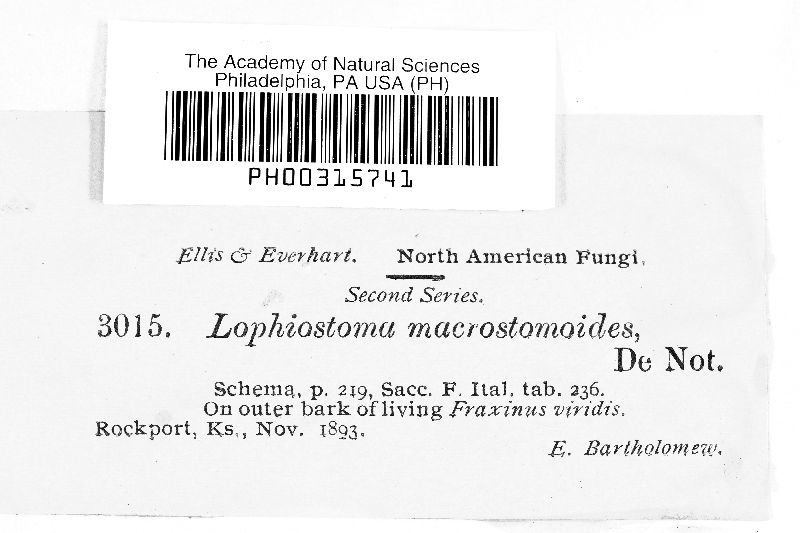 The Academy of Natural Sciences
Philadelphia, PA USA (PH)
PH00315741
Ellis & Everhart. North American Fungi.
Second Series.
3015. Lophiostoma macrostomoides,
De Not.
Schema, p. 219, Sacc. F. Ital. tab. 236.
On outer bark of living Fraxinus viridis.
Rockport, Ks., Nov. 1893.
E. Bartholomew.